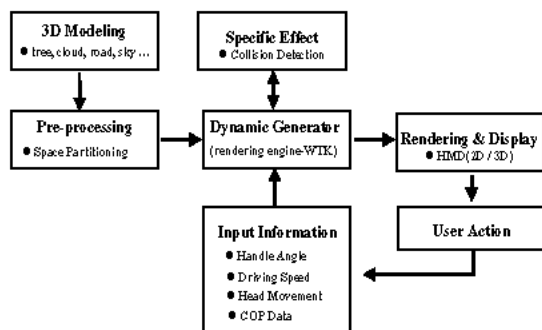 3D Modeling
● tree, cloud, road, sky ...
Specific Effect
● Collision Detection
Pre-processing
● Space Partitioning
Dynamic Generator
(rendering engine-WTK)
Rendering & Display
● HMD(2D / 3D)
Input Information
● Handle Angle
● Driving Speed
● Head Movement
● COP Data
User Action